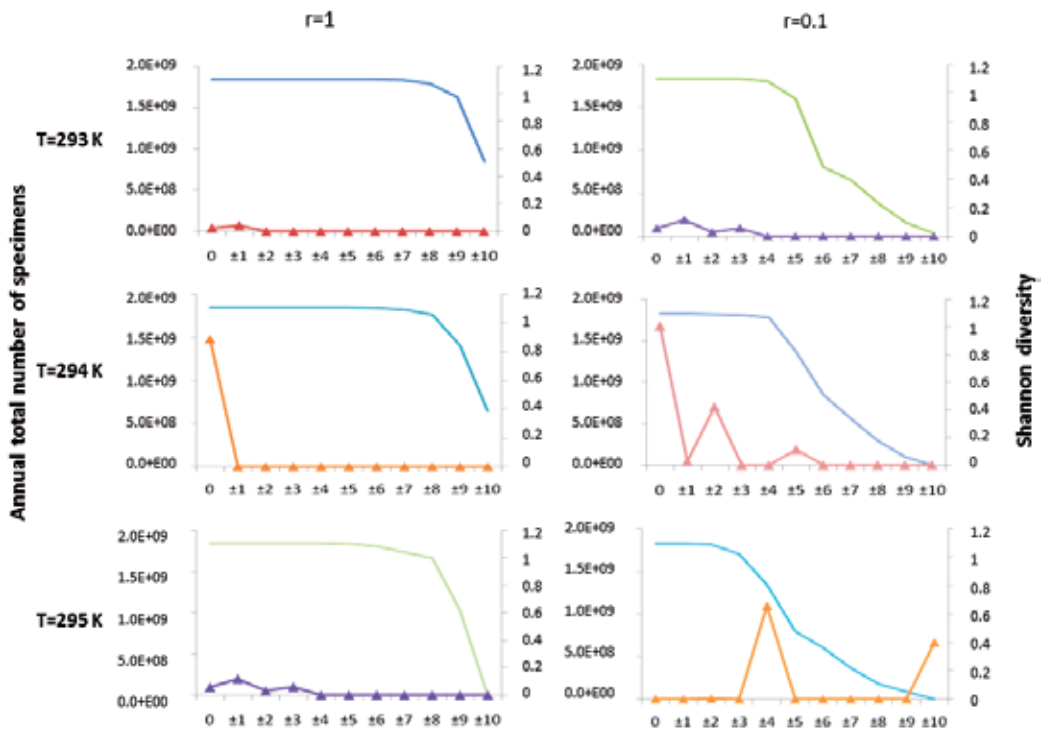 r=1
r=0.1
Annual total number of specimens
Shannon diversity
T=293 K
2.0E+09
1.5E+09
1.0E+09
5.0E+08
0.0E+00
1.2
1
0.8
0.6
0.4
0.2
0
0 ±1 ±2 ±3 ±4 ±5 ±6 ±7 ±8 ±9 ±10
2.0E+09
1.5E+09
1.0E+09
5.0E+08
0.0E+00
1.2
1
0.8
0.6
0.4
0.2
0
0 ±1 ±2 ±3 ±4 ±5 ±6 ±7 ±8 ±9 ±10
T=294 K
2.0E+09
1.5E+09
1.0E+09
5.0E+08
0.0+E00
1.2
1
0.8
0.6
0.4
0.2
0
0 ±1 ±2 ±3 ±4 ±5 ±6 ±7 ±8 ±9 ±10
2.0E+09
1.5E+09
1.0E+09
5.0E+08
0.0E+00
1.2
1
0.8
0.6
0.4
0.2
0
0 ±1 ±2 ±3 ±4 ±5 ±6 ±7 ±8 ±9 ±10
T=295 K
2.0E+09
1.5E+09
1.0E+09
5.0E+08
0.0+E00
1.2
1
0.8
0.6
0.4
0.2
0
0 ±1 ±2 ±3 ±4 ±5 ±6 ±7 ±8 ±9 ±10
2.0E+09
1.5E+09
1.0E+09
5.0E+08
0.0E+00
1.2
1
0.8
0.6
0.4
0.2
0
0 ±1 ±2 ±3 ±4 ±5 ±6 ±7 ±8 ±9 ±10